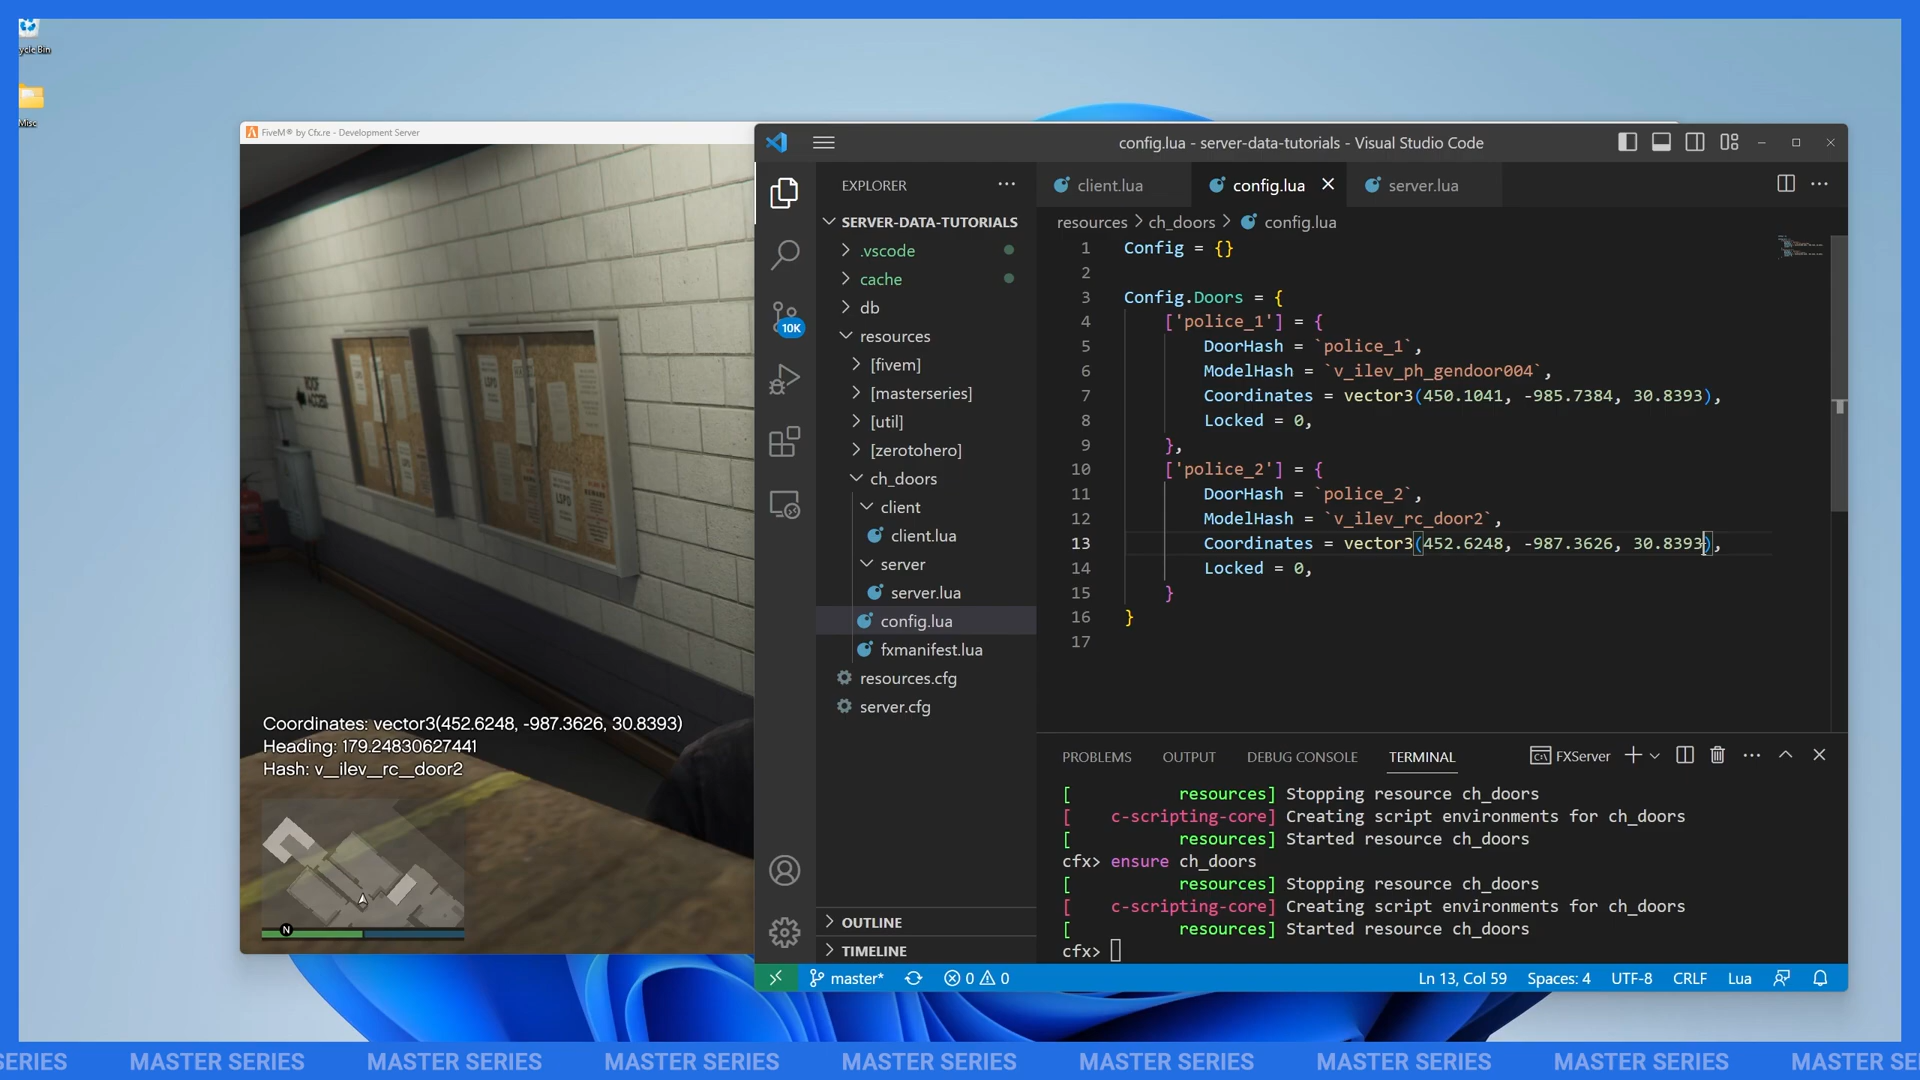 ycle Bin
Misc
FiveM® by Cfx.re - Development Server
Coordinates: vector3(452.6248, -987.3626, 30.8393)
Heading: 179.24830627441
Hash: v__ilev__rc__door2
N
ROOF
ACCESS
LSPD
config.lua - server-data-tutorials - Visual Studio Code
EXPLORER
SERVER-DATA-TUTORIALS
.vscode
cache
db
resources
[fivem]
[masterseries]
[util]
[zerotohero]
ch_doors
client
client.lua
server
server.lua
config.lua
fxmanifest.lua
resources.cfg
server.cfg
OUTLINE
TIMELINE
10K
client.lua
config.lua
server.lua
resources > ch_doors > config.lua
1 Config = {}
2
3 Config.Doors = {
4 ['police_1'] = {
5 DoorHash = `police_1`,
6 ModelHash = `v_ilev_ph_gendoor004`,
7 Coordinates = vector3(450.1041, -985.7384, 30.8393),
8 Locked = 0,
9 },
10 ['police_2'] = {
11 DoorHash = `police_2`,
12 ModelHash = `v_ilev_rc_door2`,
13 Coordinates = vector3(452.6248, -987.3626, 30.8393),
14 Locked = 0,
15 }
16 }
17
PROBLEMS OUTPUT DEBUG CONSOLE TERMINAL FXServer
[ resources] Stopping resource ch_doors
[ c-scripting-core] Creating script environments for ch_doors
[ resources] Started resource ch_doors
cfx> ensure ch_doors
[ resources] Stopping resource ch_doors
[ c-scripting-core] Creating script environments for ch_doors
[ resources] Started resource ch_doors
cfx>
master* 0 0 Ln 13, Col 59 Spaces: 4 UTF-8 CRLF Lua
SERIES MASTER SERIES MASTER SERIES MASTER SERIES MASTER SERIES MASTER SERIES MASTER SERIES MASTER SERIES MASTER SE